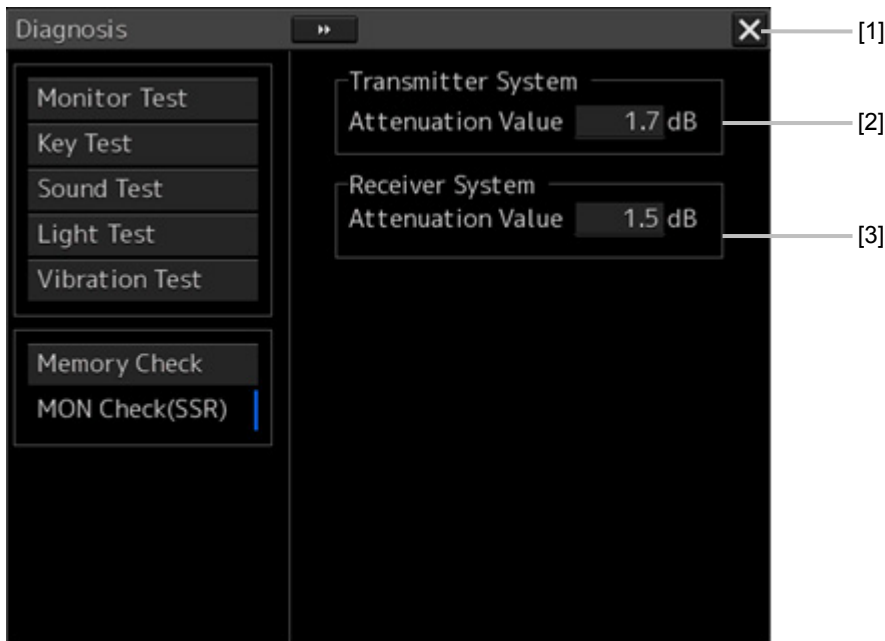 Diagnosis
[1]
Monitor Test
Key Test
Sound Test
Light Test
Vibration Test
Memory Check
MON Check(SSR)
Transmitter System
Attenuation Value 1.7 dB
[2]
Receiver System
Attenuation Value 1.5 dB
[3]